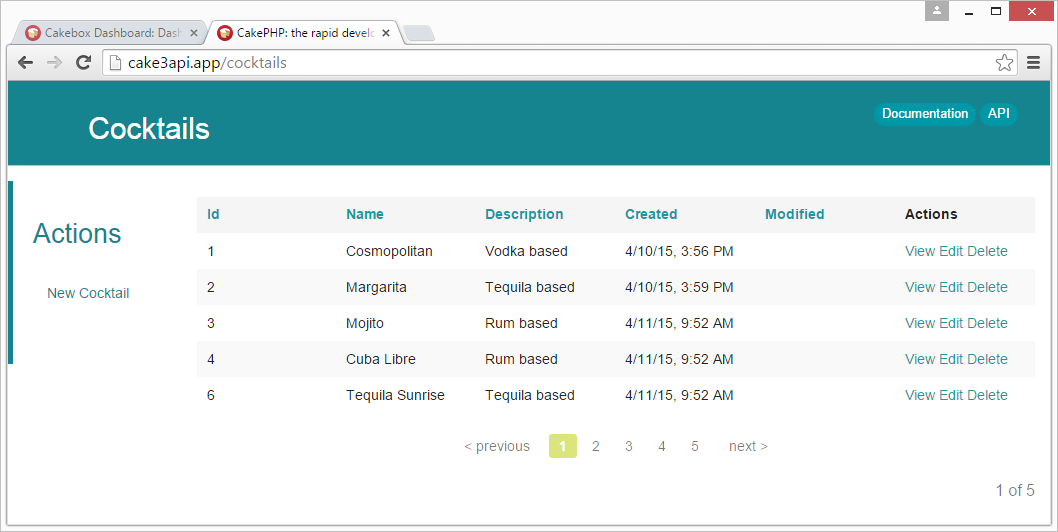 Cakebox Dashboard: Dash
CakePHP: the rapid develo
cake3api.app/cocktails
Cocktails
Documentation API
Actions
New Cocktail
Id Name Description Created Modified Actions
1 Cosmopolitan Vodka based 4/10/15, 3:56 PM View Edit Delete
2 Margarita Tequila based 4/10/15, 3:59 PM View Edit Delete
3 Mojito Rum based 4/11/15, 9:52 AM View Edit Delete
4 Cuba Libre Rum based 4/11/15, 9:52 AM View Edit Delete
6 Tequila Sunrise Tequila based 4/11/15, 9:52 AM View Edit Delete
< previous 1 2 3 4 5 next >
1 of 5